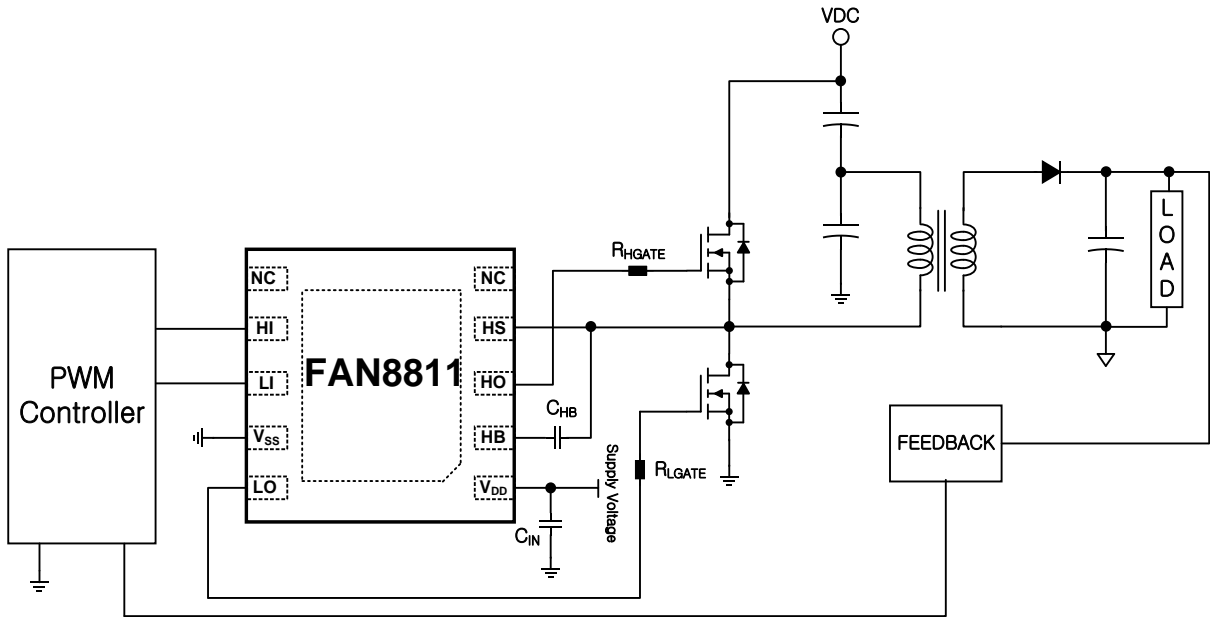 VDC
PWM
Controller
NC
HI
LI
VSS
LO
FAN8811
NC
HS
HO
HB
VDD
RHGATE
CHB
RLGATE
CIN
Supply Voltage
FEEDBACK
LOAD